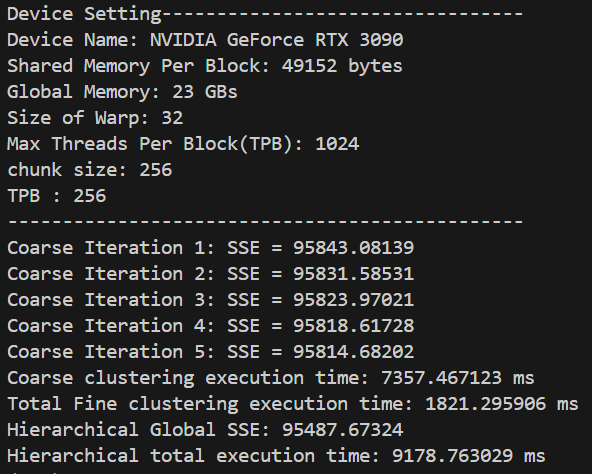 Device Setting---------------------------------
Device Name: NVIDIA GeForce RTX 3090
Shared Memory Per Block: 49152 bytes
Global Memory: 23 GBs
Size of Warp: 32
Max Threads Per Block(TPB): 1024
chunk size: 256
TPB : 256
-----------------------------------------------
Coarse Iteration 1: SSE = 95843.08139
Coarse Iteration 2: SSE = 95831.58531
Coarse Iteration 3: SSE = 95823.97021
Coarse Iteration 4: SSE = 95818.61728
Coarse Iteration 5: SSE = 95814.68202
Coarse clustering execution time: 7357.467123 ms
Total Fine clustering execution time: 1821.295906 ms
Hierarchical Global SSE: 95487.67324
Hierarchical total execution time: 9178.763029 ms